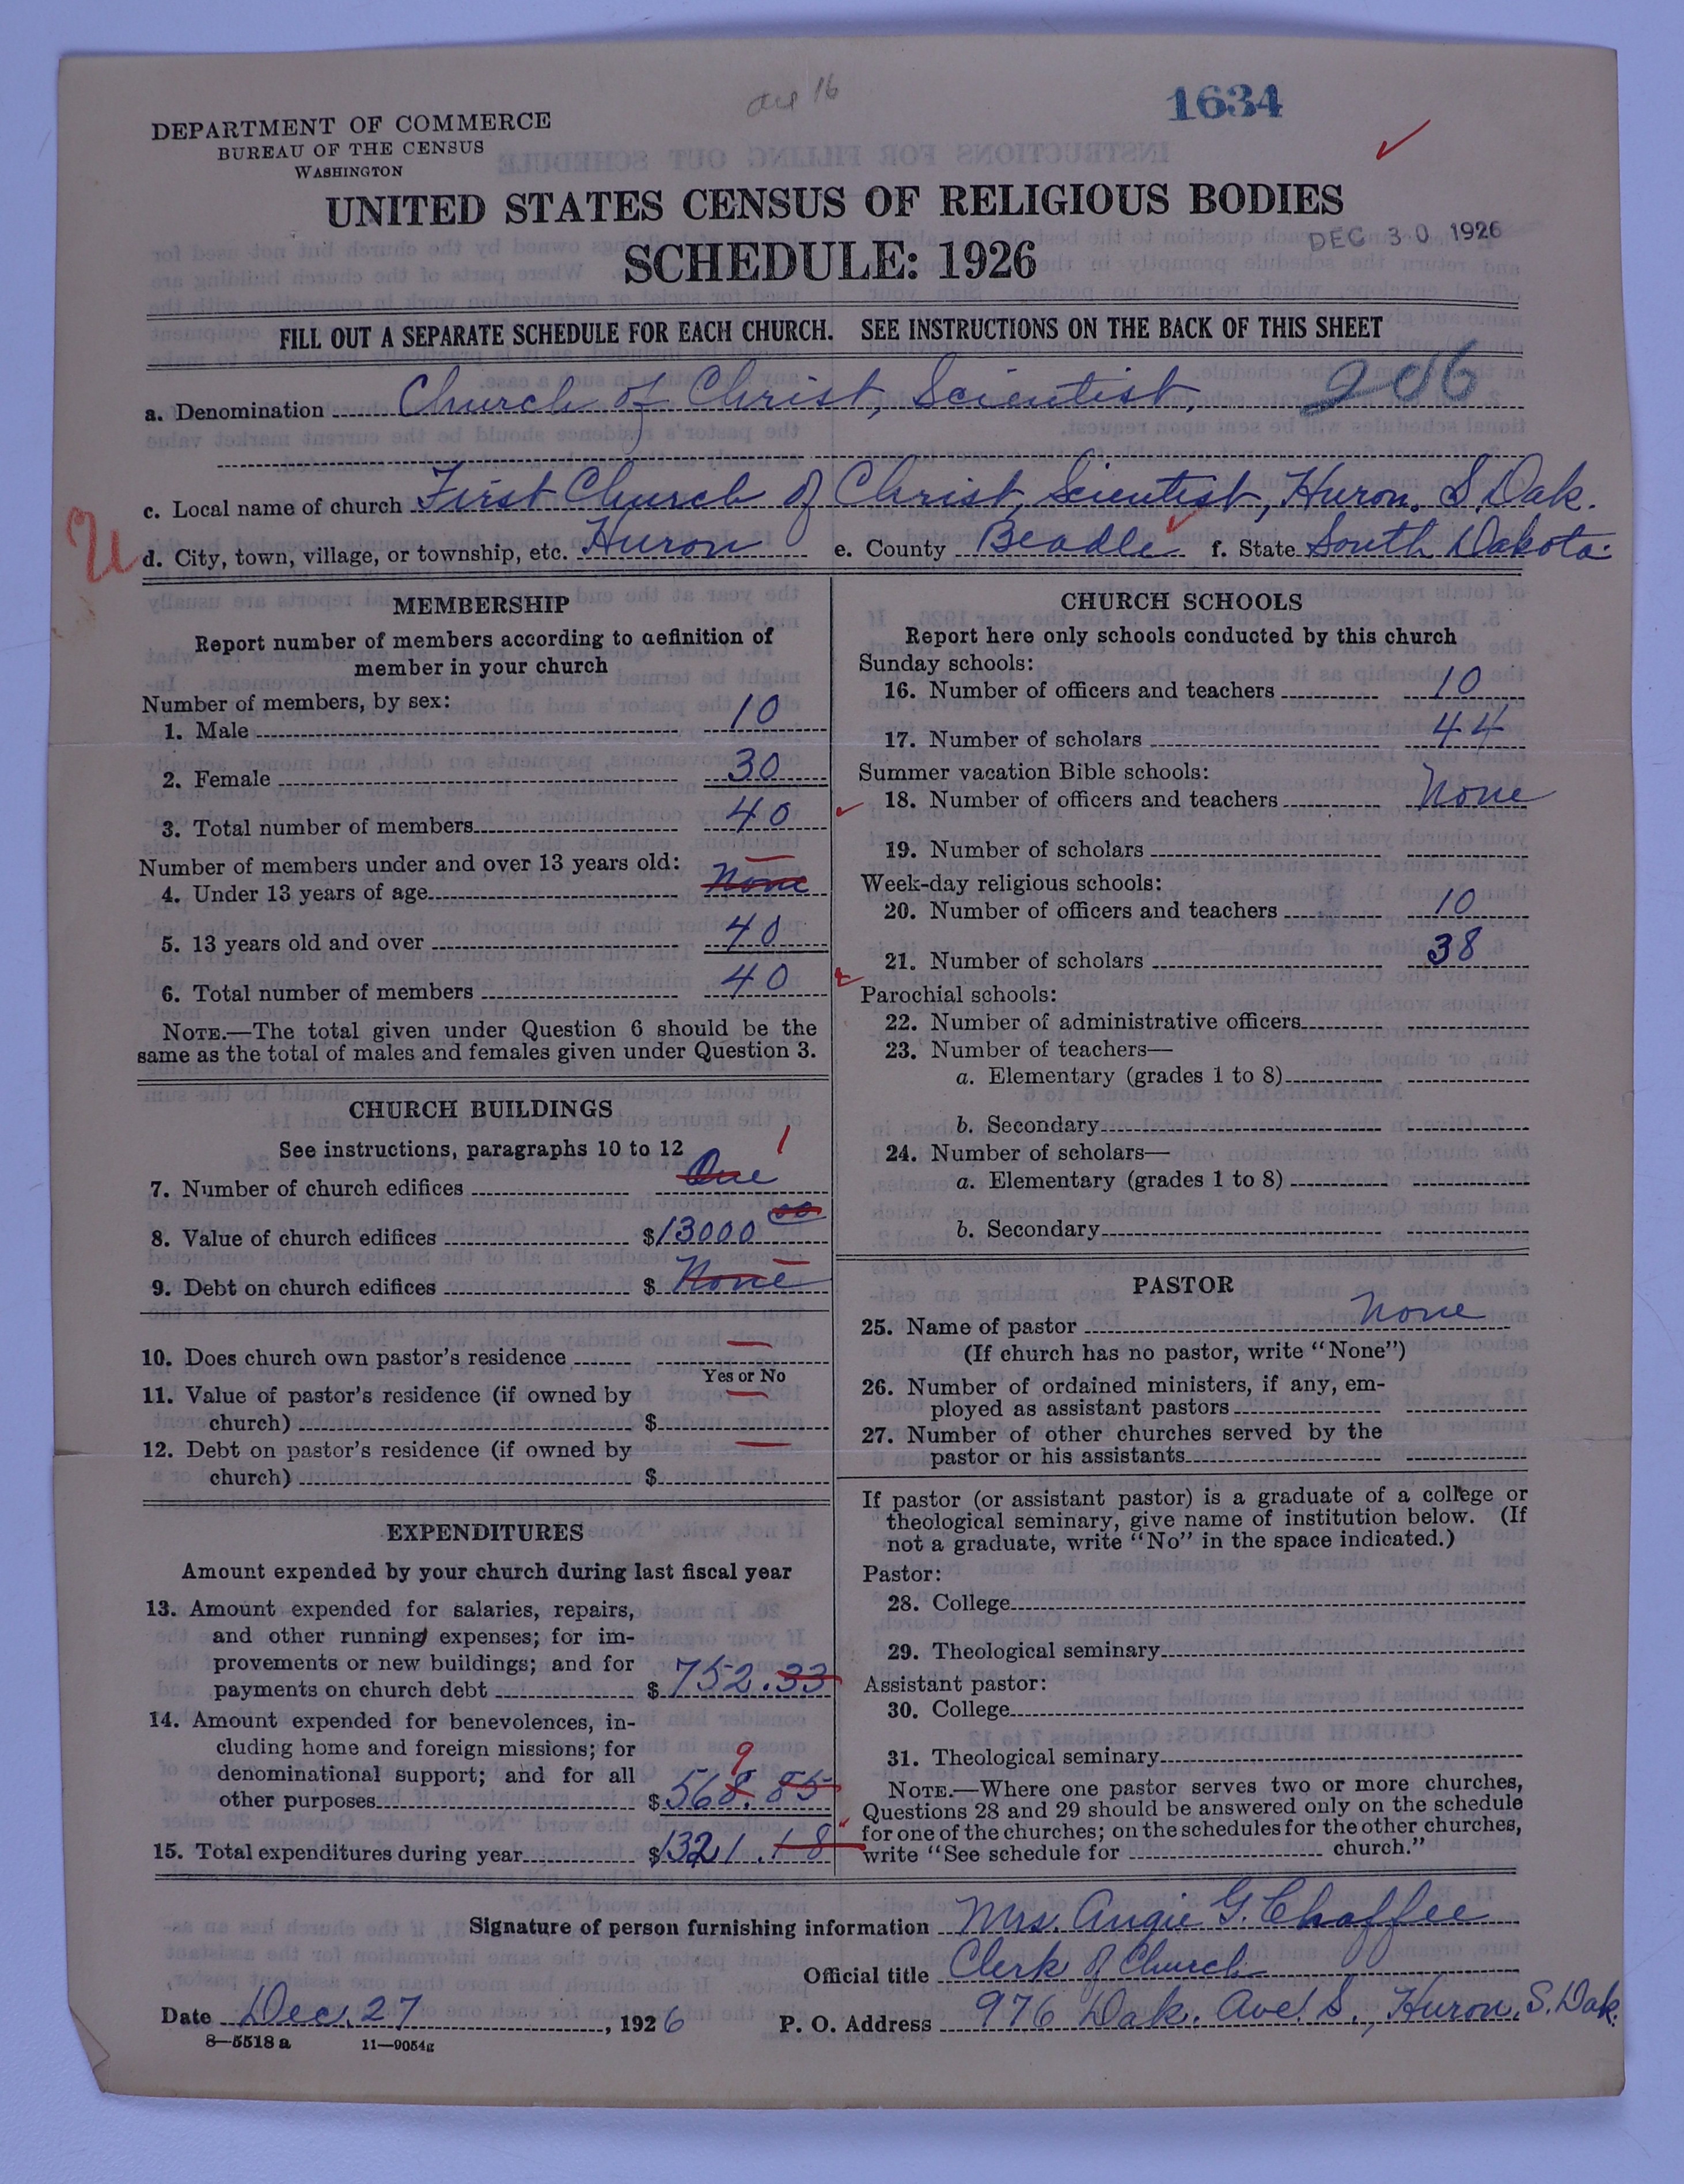 1634
DEPARTMENT OF COMMERCE
BUREAU OF THE CENSUS
WASHINGTON
UNITED STATES CENSUS OF RELIGIOUS BODIES
DEC 30 1926
SCHEDULE: 1926
FILL OUT A SEPARATE SCHEDULE FOR EACH CHURCH. SEE INSTRUCTIONS ON THE BACK OF THIS SHEET
a. Denomination Church of Christ, Scientist, 206
c. Local name of church First Church of Christ, Scientist, Huron, S. Dak.
U
d. City, town, village, or township, etc. Huron e. County Beadle f. State South Dakota.
MEMBERSHIP
Report number of members according to definition of
member in your church
Number of members, by sex:
1. Male 10
2. Female 30
3. Total number of members 40
Number of members under and over 13 years old:
4. Under 13 years of age None
5. 13 years old and over 40
6. Total number of members 40
NOTE.—The total given under Question 6 should be the
same as the total of males and females given under Question 3.
CHURCH BUILDINGS
See instructions, paragraphs 10 to 12 1
7. Number of church edifices One
8. Value of church edifices $13000 00
9. Debt on church edifices $ None
10. Does church own pastor's residence
Yes or No
11. Value of pastor's residence (if owned by
church) $
12. Debt on pastor's residence (if owned by
church) $
EXPENDITURES
Amount expended by your church during last fiscal year
13. Amount expended for salaries, repairs,
and other running expenses; for im-
provements or new buildings; and for
payments on church debt $752.33
14. Amount expended for benevolences, in-
cluding home and foreign missions; for
denominational support; and for all 9
other purposes $568.85
15. Total expenditures during year $1321.18
CHURCH SCHOOLS
Report here only schools conducted by this church
Sunday schools:
16. Number of officers and teachers 10
17. Number of scholars 44
Summer vacation Bible schools:
18. Number of officers and teachers None
19. Number of scholars
Week-day religious schools:
20. Number of officers and teachers 10
21. Number of scholars 38
Parochial schools:
22. Number of administrative officers
23. Number of teachers—
a. Elementary (grades 1 to 8)
b. Secondary
24. Number of scholars—
a. Elementary (grades 1 to 8)
b. Secondary
PASTOR
25. Name of pastor None
(If church has no pastor, write "None")
26. Number of ordained ministers, if any, em-
ployed as assistant pastors
27. Number of other churches served by the
pastor or his assistants
If pastor (or assistant pastor) is a graduate of a college or
theological seminary, give name of institution below. (If
not a graduate, write "No" in the space indicated.)
Pastor:
28. College
29. Theological seminary
Assistant pastor:
30. College
31. Theological seminary
NOTE.—Where one pastor serves two or more churches,
Questions 28 and 29 should be answered only on the schedule
for one of the churches; on the schedules for the other churches,
write "See schedule for church."
Signature of person furnishing information Mrs. Angie G. Chaffee
Official title Clerk of Church
Date Dec. 27, 1926 P. O. Address 976 Dak. Ave. S., Huron, S. Dak.
8—5518 a 11—9054g